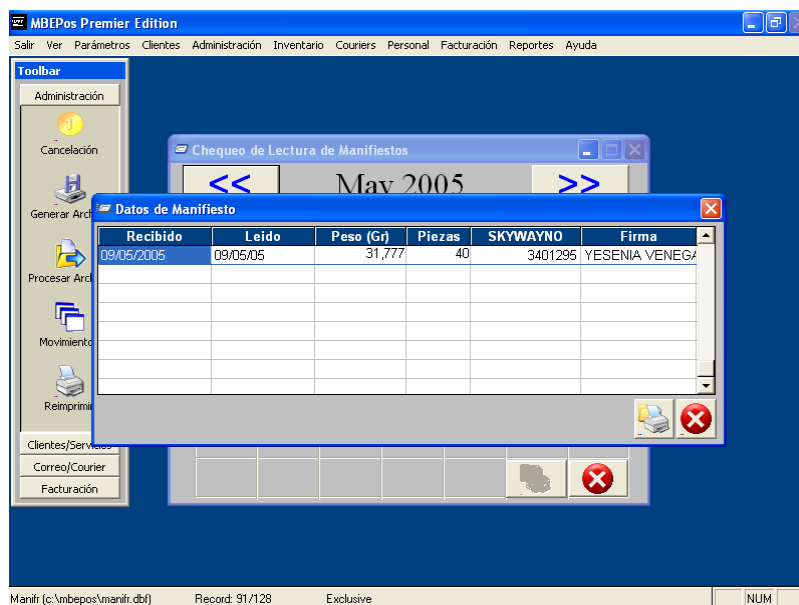 MBEPos Premier Edition
Salir Ver Parámetros Clientes Administración Inventario Couriers Personal Facturación Reportes Ayuda
Toolbar
Administración
Cancelación
Generar Arch
Procesar Arch
Movimiento
Reimprimi
Clientes/Servicios
Correo/Courier
Facturación
Chequeo de Lectura de Manifiestos
<< May 2005 >>
Datos de Manifiesto
Recibido Leido Peso (Gr) Piezas SKYWAYNO Firma
09/05/2005 09/05/05 31,777 40 3401295 YESENIA VENEGA
Manifr (c:\mbepos\manifr.dbf) Record: 91/128 Exclusive NUM